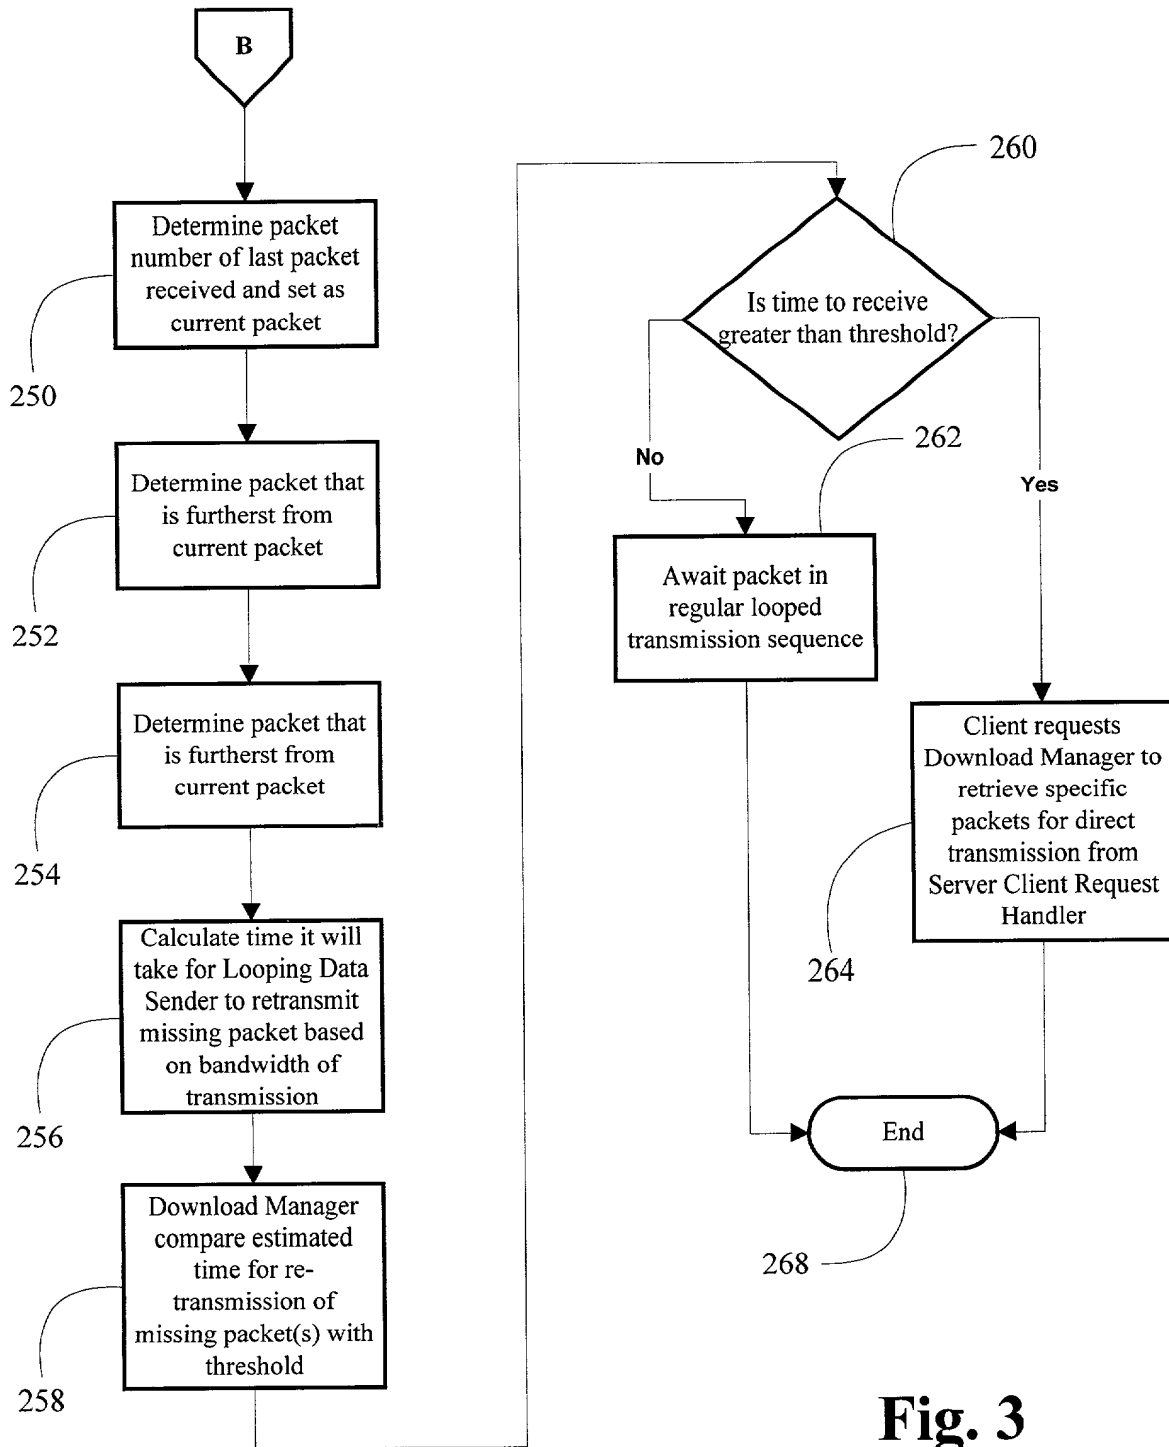 B
Determine packet
number of last packet
received and set as
current packet
250
Determine packet that
is furtherst from
current packet
252
Determine packet that
is furtherst from
current packet
254
Calculate time it will
take for Looping Data
Sender to retransmit
missing packet based
on bandwidth of
transmission
256
Download Manager
compare estimated
time for re-
transmission of
missing packet(s) with
threshold
258
260
Is time to receive
greater than threshold?
No
Yes
262
Await packet in
regular looped
transmission sequence
Client requests
Download Manager to
retrieve specific
packets for direct
transmission from
Server Client Request
Handler
264
End
268
Fig. 3